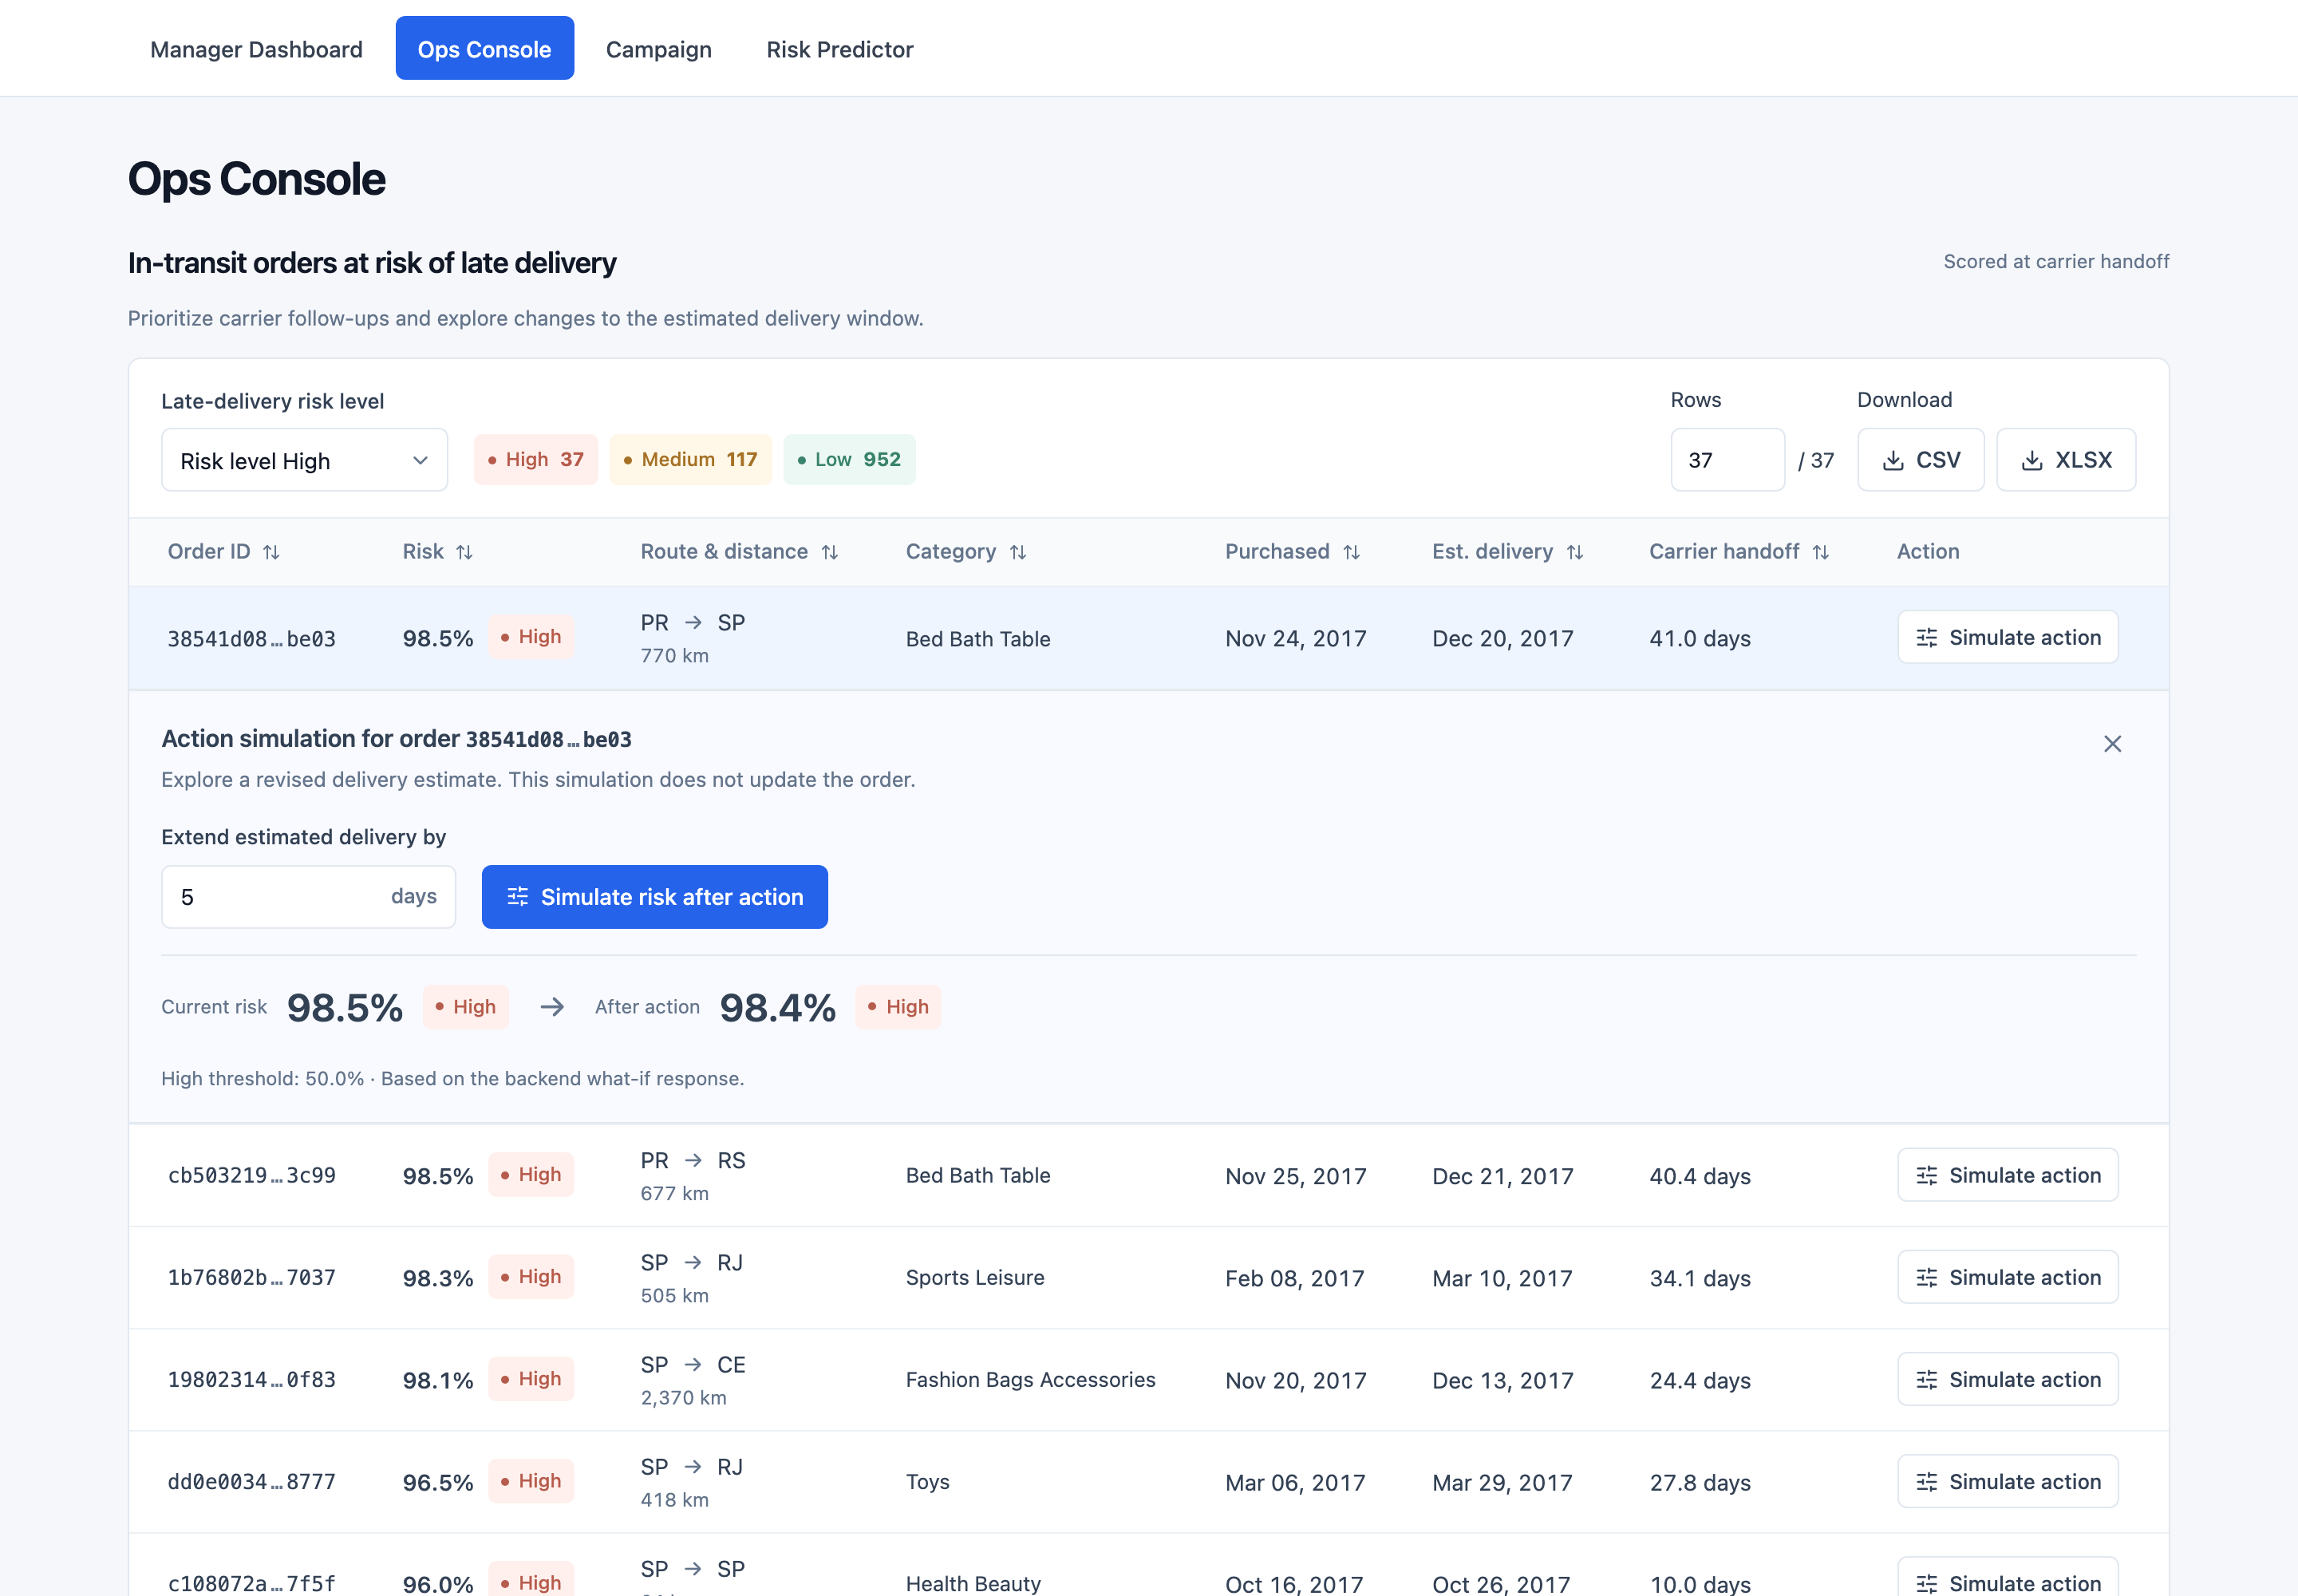 Manager Dashboard Ops Console Campaign Risk Predictor
Ops Console
In-transit orders at risk of late delivery
Scored at carrier handoff
Prioritize carrier follow-ups and explore changes to the estimated delivery window.
Late-delivery risk level Rows Download
Risk level High High 37 Medium 117 Low 952 37 / 37 CSV XLSX
Order ID Risk Route & distance Category Purchased Est. delivery Carrier handoff Action
38541d08…be03 98.5% High PR → SP Bed Bath Table Nov 24, 2017 Dec 20, 2017 41.0 days Simulate action
770 km
Action simulation for order 38541d08…be03
Explore a revised delivery estimate. This simulation does not update the order.
Extend estimated delivery by
5 days Simulate risk after action
Current risk 98.5% High → After action 98.4% High
High threshold: 50.0% · Based on the backend what-if response.
cb503219…3c99 98.5% High PR → RS Bed Bath Table Nov 25, 2017 Dec 21, 2017 40.4 days Simulate action
677 km
1b76802b…7037 98.3% High SP → RJ Sports Leisure Feb 08, 2017 Mar 10, 2017 34.1 days Simulate action
505 km
19802314…0f83 98.1% High SP → CE Fashion Bags Accessories Nov 20, 2017 Dec 13, 2017 24.4 days Simulate action
2,370 km
dd0e0034…8777 96.5% High SP → RJ Toys Mar 06, 2017 Mar 29, 2017 27.8 days Simulate action
418 km
c108072a…7f5f 96.0% High SP → SP Health Beauty Oct 16, 2017 Oct 26, 2017 10.0 days Simulate action